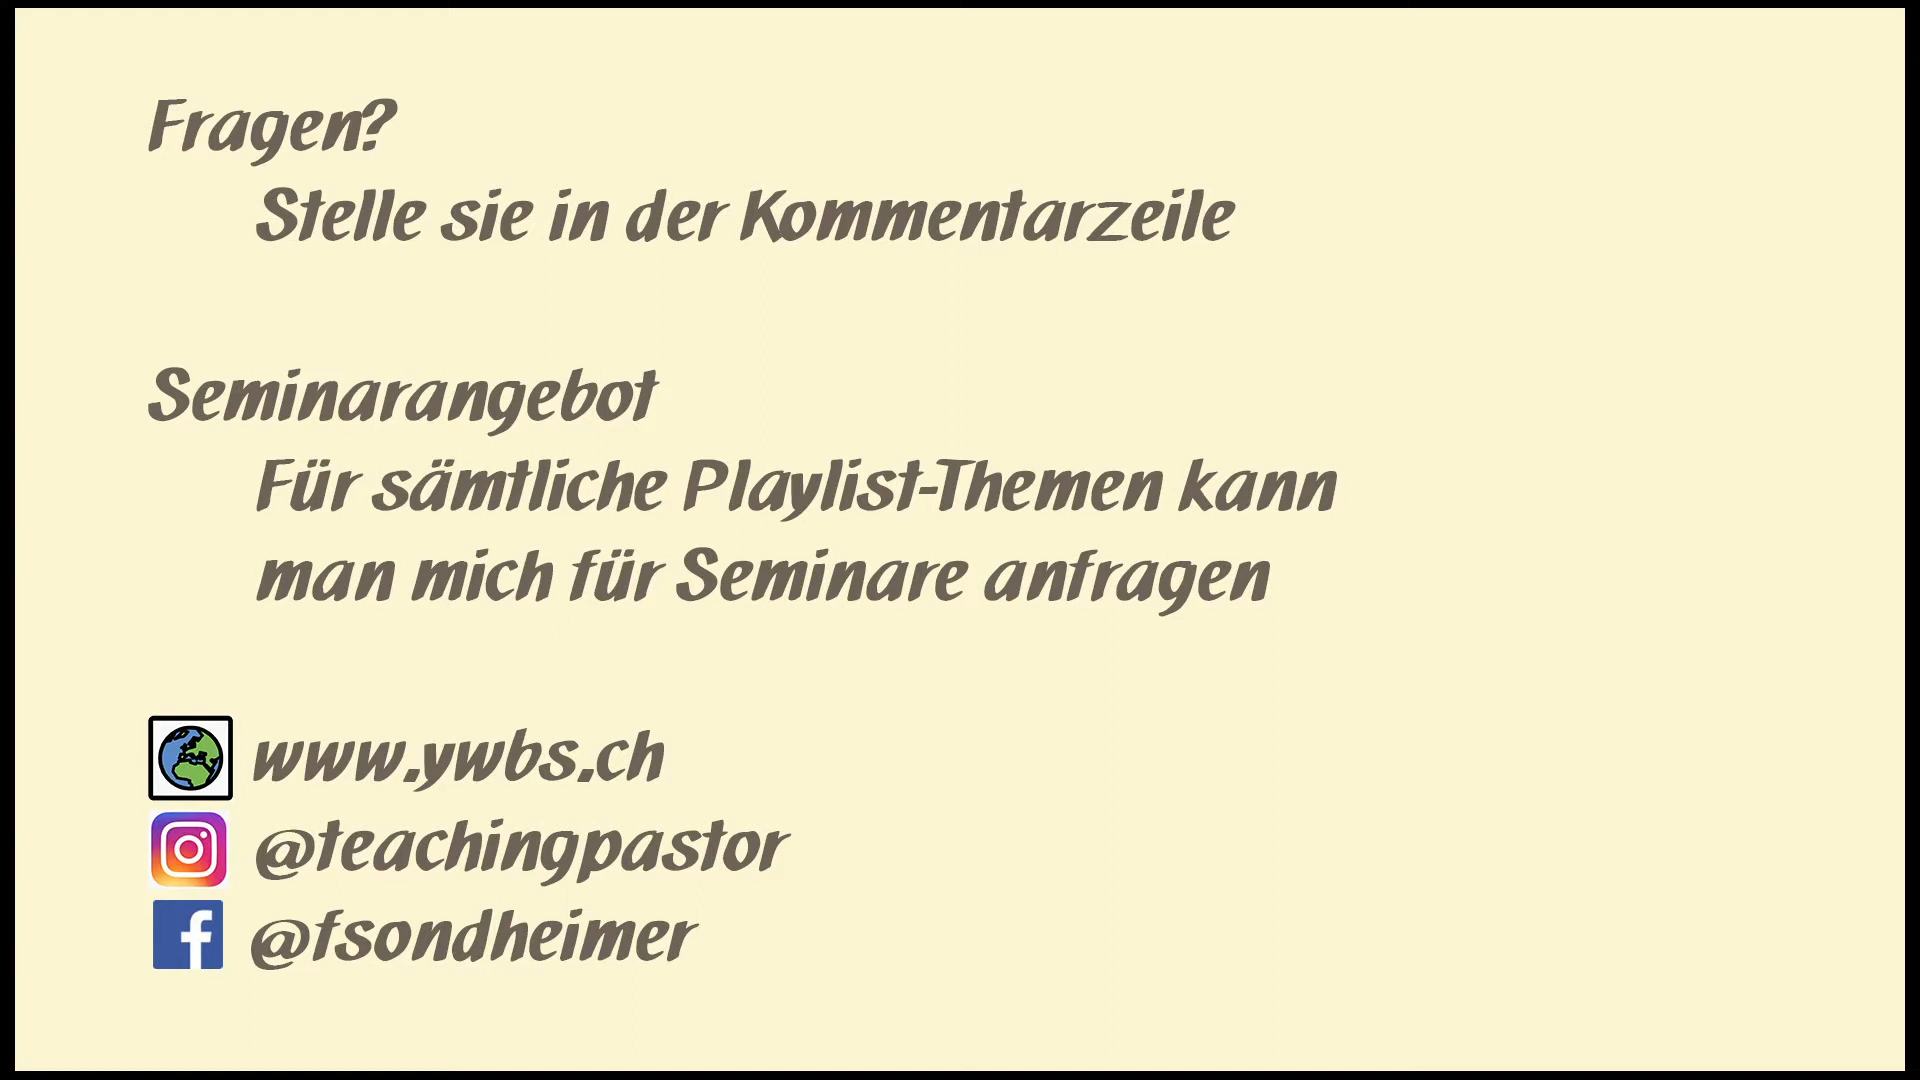 Fragen?
Stelle sie in der Kommentarzeile
Seminarangebot
Für sämtliche Playlist-Themen kann
man mich für Seminare anfragen
www.ywbs.ch
@teachingpastor
@fsondheimer